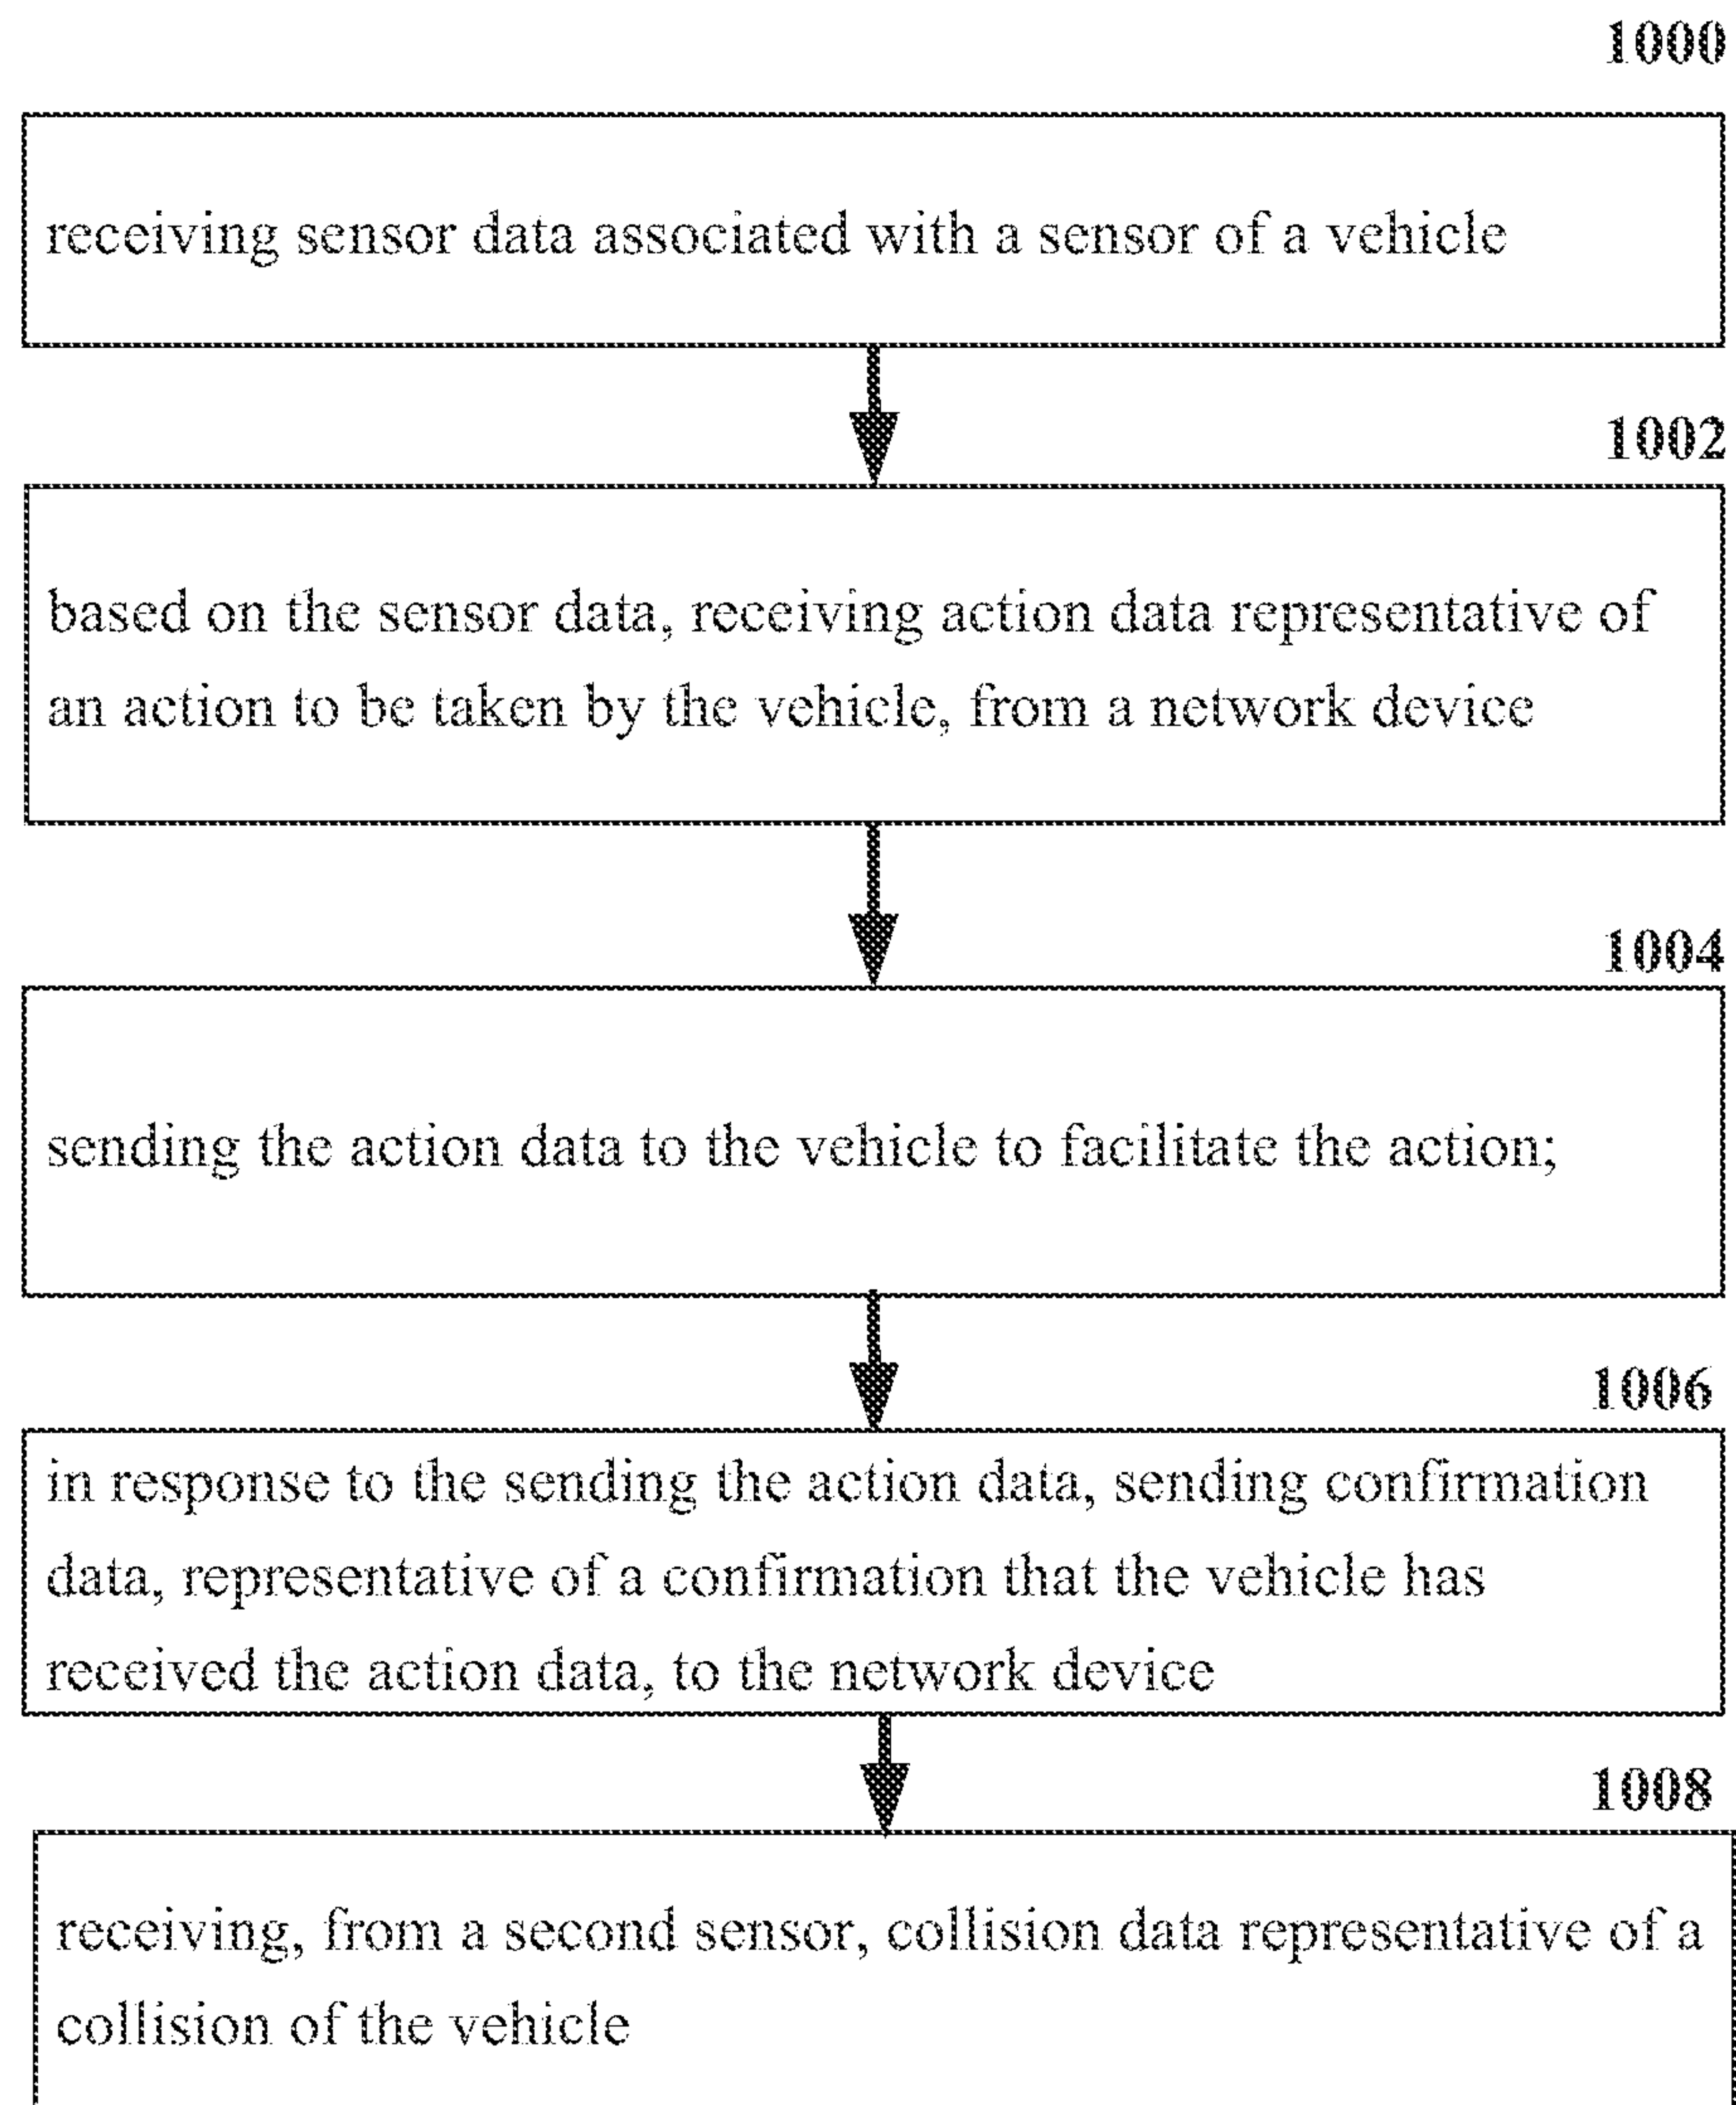 1000
receiving sensor data associated with a sensor of a vehicle
1002
based on the sensor data, receiving action data representative of
an action to be taken by the vehicle, from a network device
1004
sending the action data to the vehicle to facilitate the action;
1006
in response to the sending the action data, sending confirmation
data, representative of a confirmation that the vehicle has
received the action data, to the network device
1008
receiving, from a second sensor, collision data representative of a
collision of the vehicle